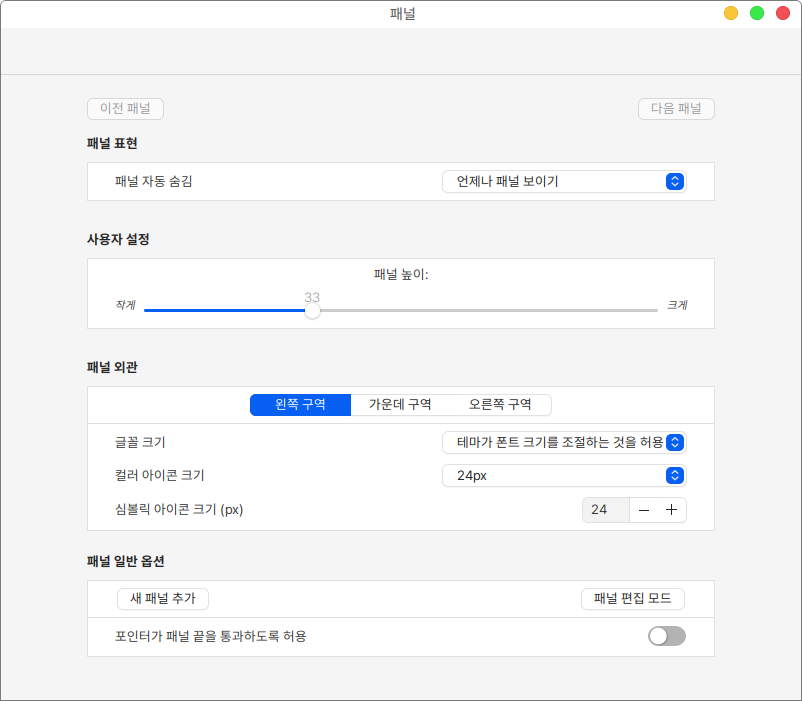 패널
이전 패널
다음 패널
패널 표현
패널 자동 숨김
언제나 패널 보이기
사용자 설정
패널 높이:
작게
33
크게
패널 외관
왼쪽 구역
가운데 구역
오른쪽 구역
글꼴 크기
테마가 폰트 크기를 조절하는 것을 허용
컬러 아이콘 크기
24px
심볼릭 아이콘 크기 (px)
24
패널 일반 옵션
새 패널 추가
패널 편집 모드
포인터가 패널 끝을 통과하도록 허용